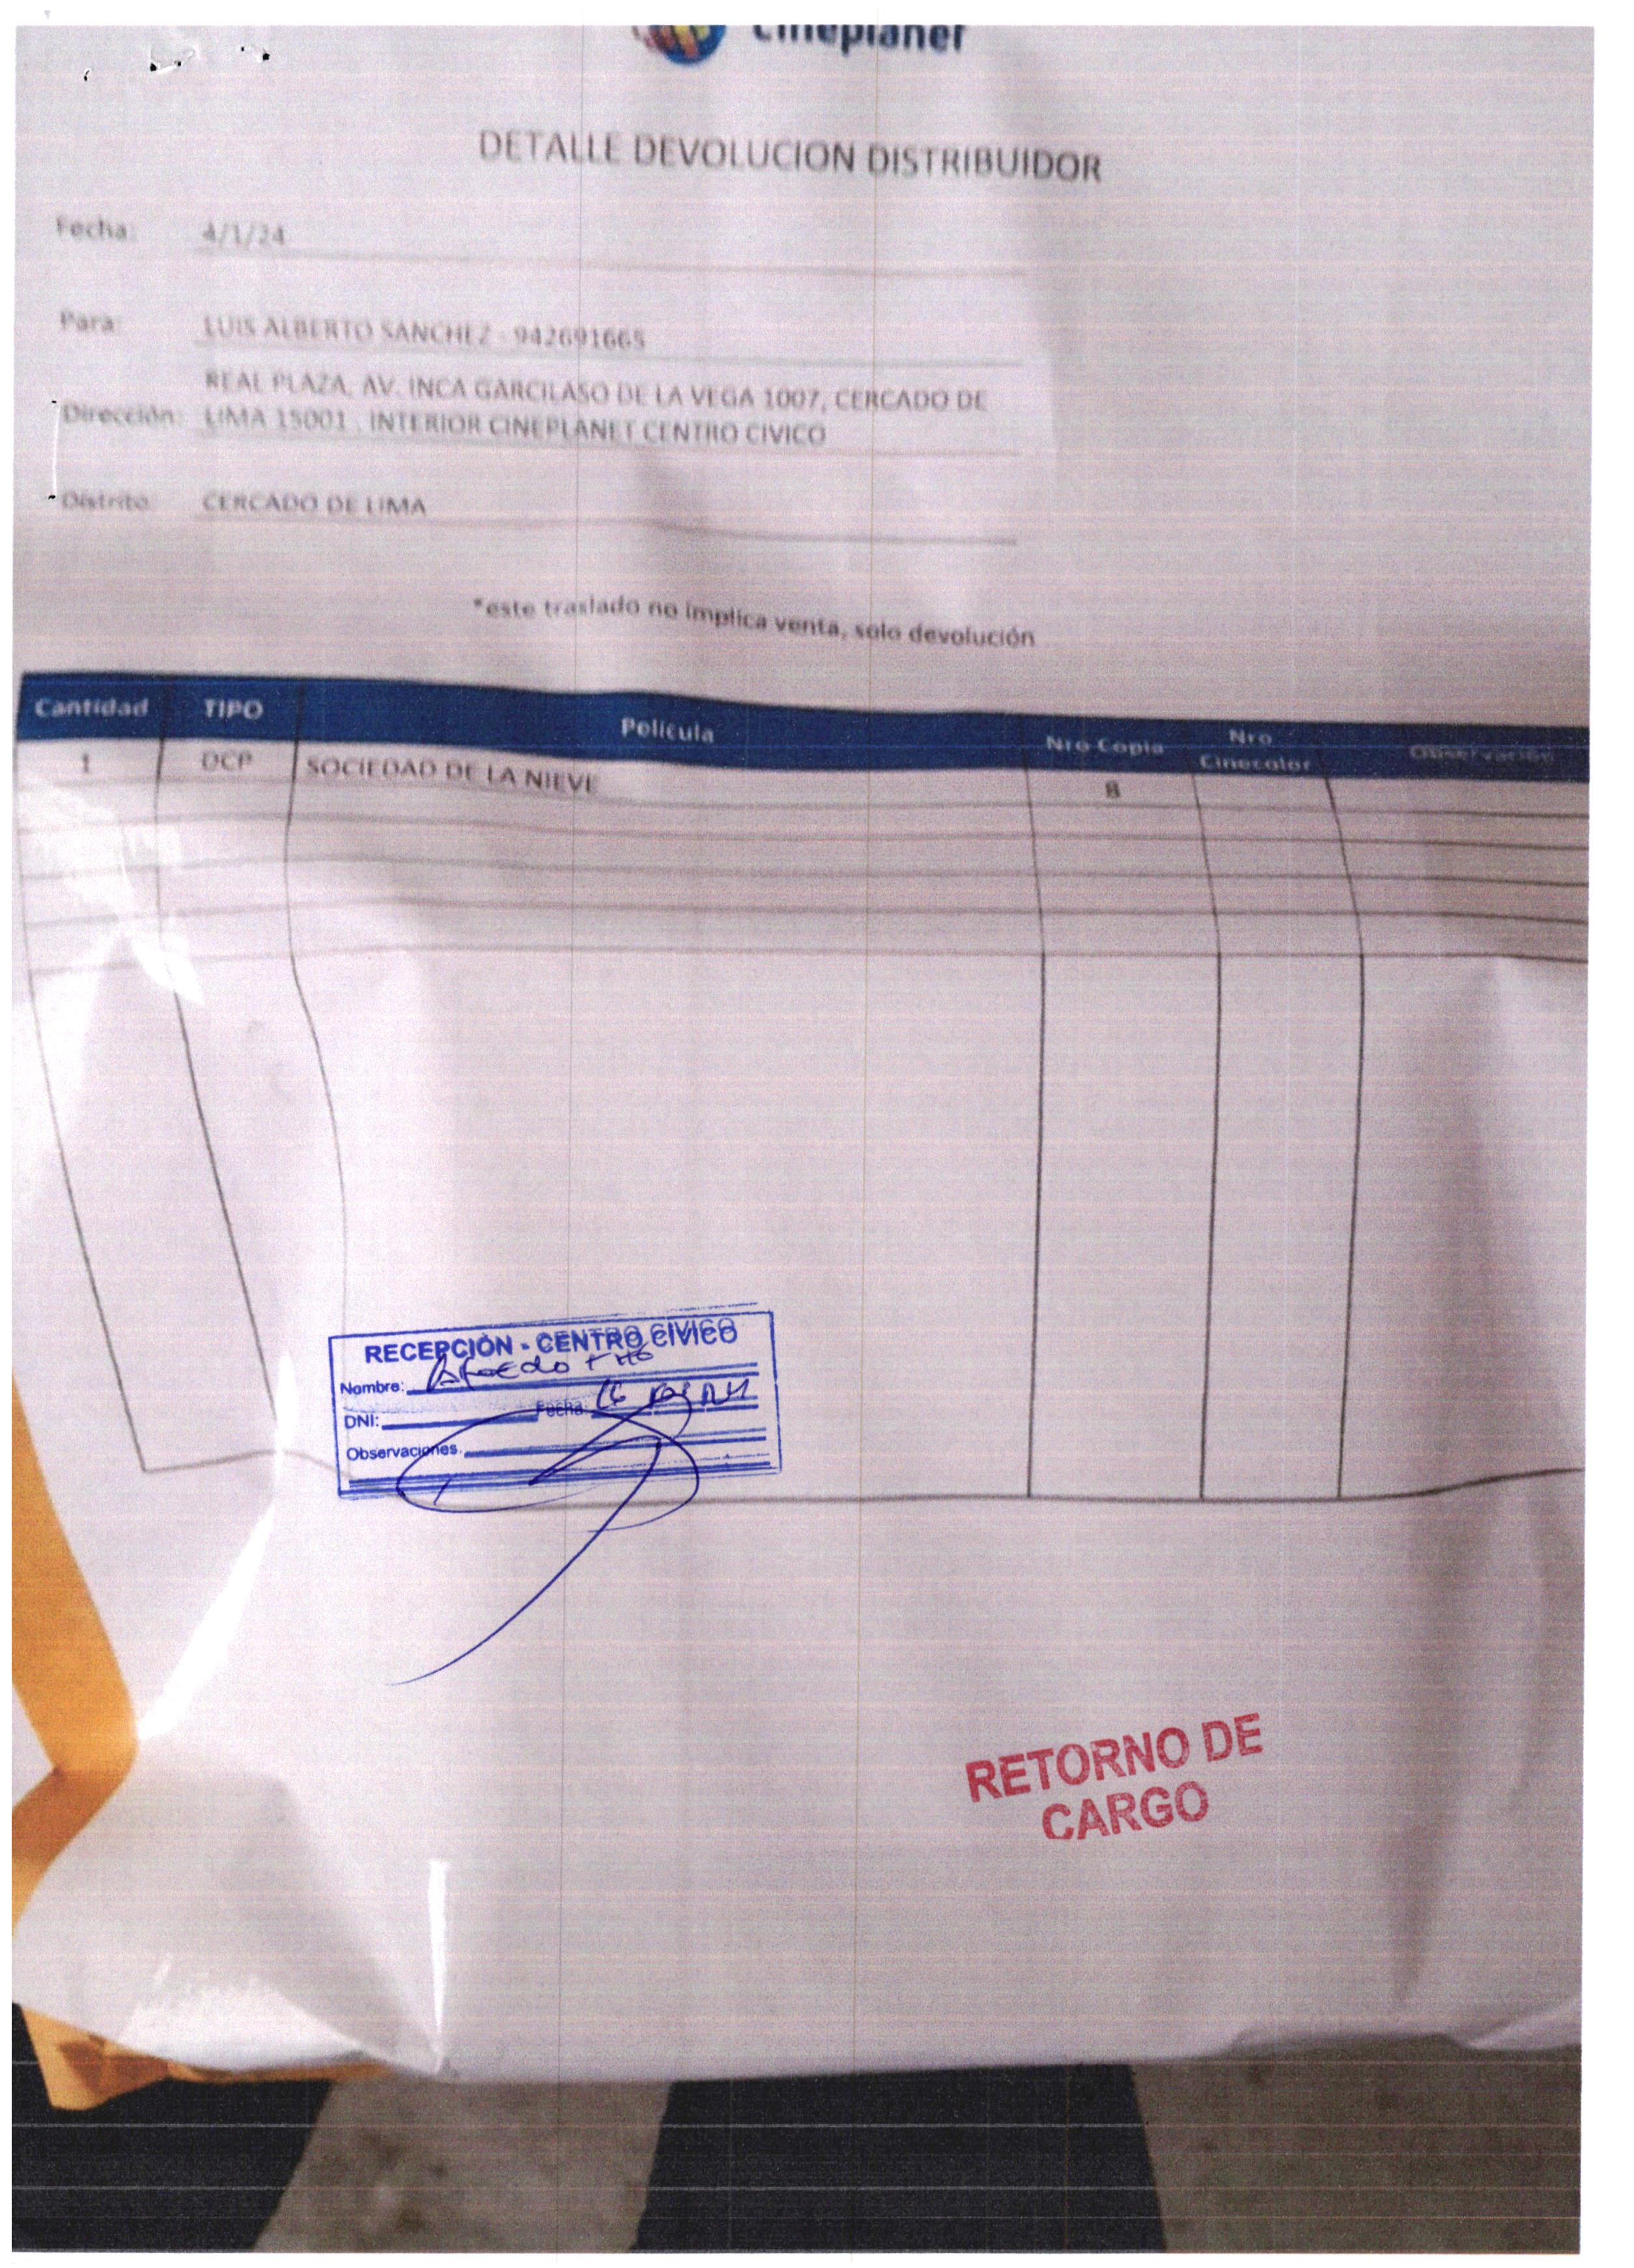 Cineplanet
DETALLE DEVOLUCION DISTRIBUIDOR
Fecha: 4/1/24
Para: LUIS ALBERTO SANCHEZ - 942691665
REAL PLAZA, AV. INCA GARCILASO DE LA VEGA 1007, CERCADO DE
Dirección: LIMA 15001 . INTERIOR CINEPLANET CENTRO CIVICO
Distrito: CERCADO DE LIMA
*este traslado no implica venta, solo devolución
Cantidad TIPO Película Nro Copia Nro Cinecolor Observación
1 DCP SOCIEDAD DE LA NIEVE 8
RECEPCIÓN - CENTRO CIVICO
Nombre:
DNI: Fecha:
Observaciones.
RETORNO DE
CARGO